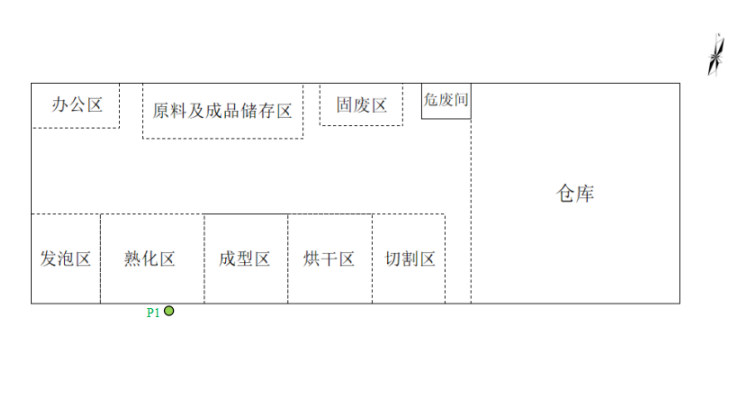 办公区
原料及成品储存区
固废区
危废间
仓库
发泡区
熟化区
成型区
烘干区
切割区
P1